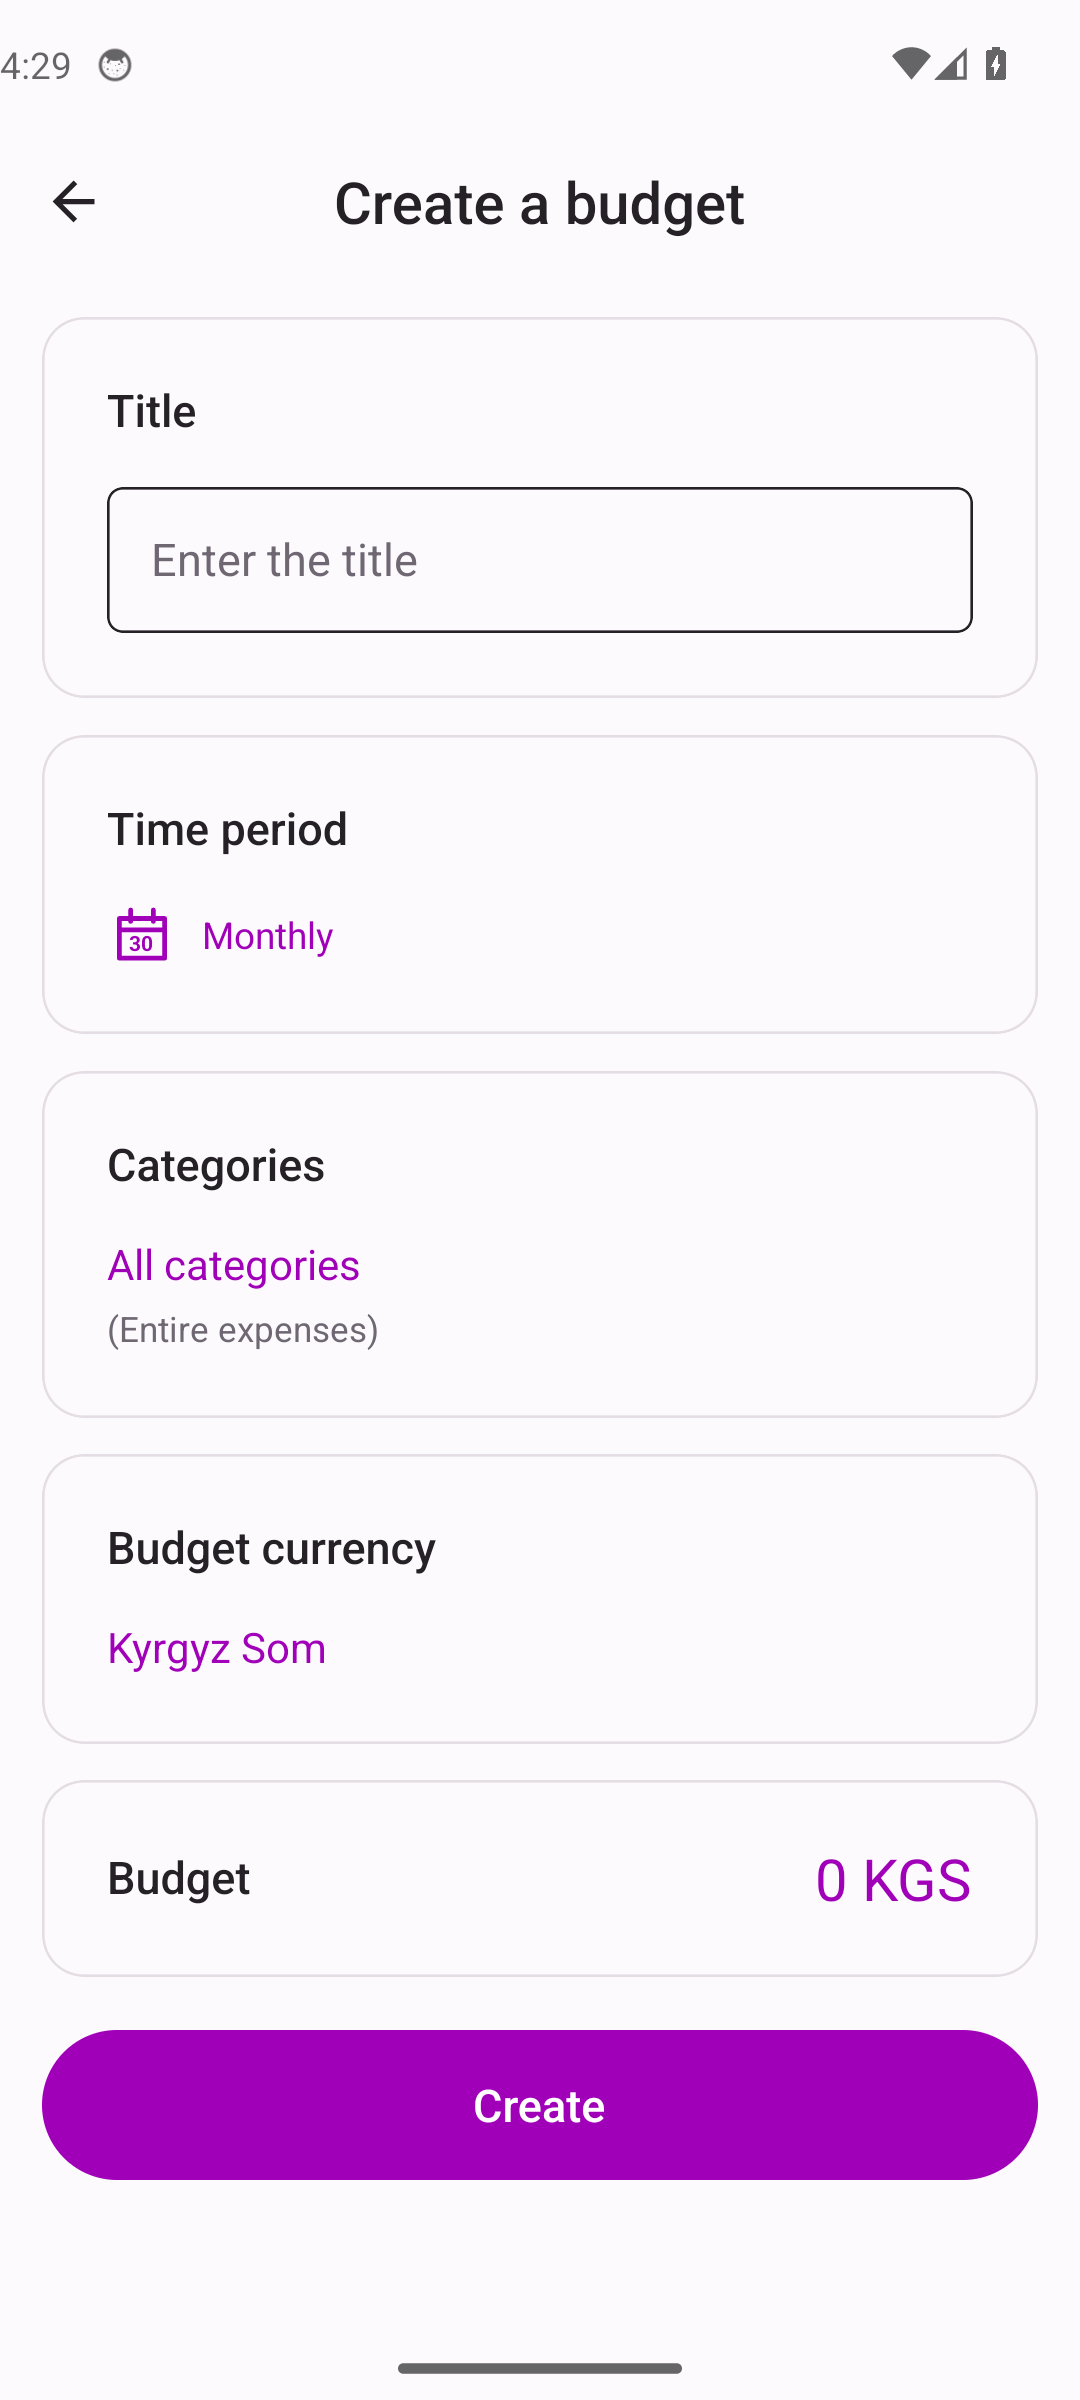 4:29
Create a budget
Title
Enter the title
Time period
30 Monthly
Categories
All categories
(Entire expenses)
Budget currency
Kyrgyz Som
Budget 0 KGS
Create